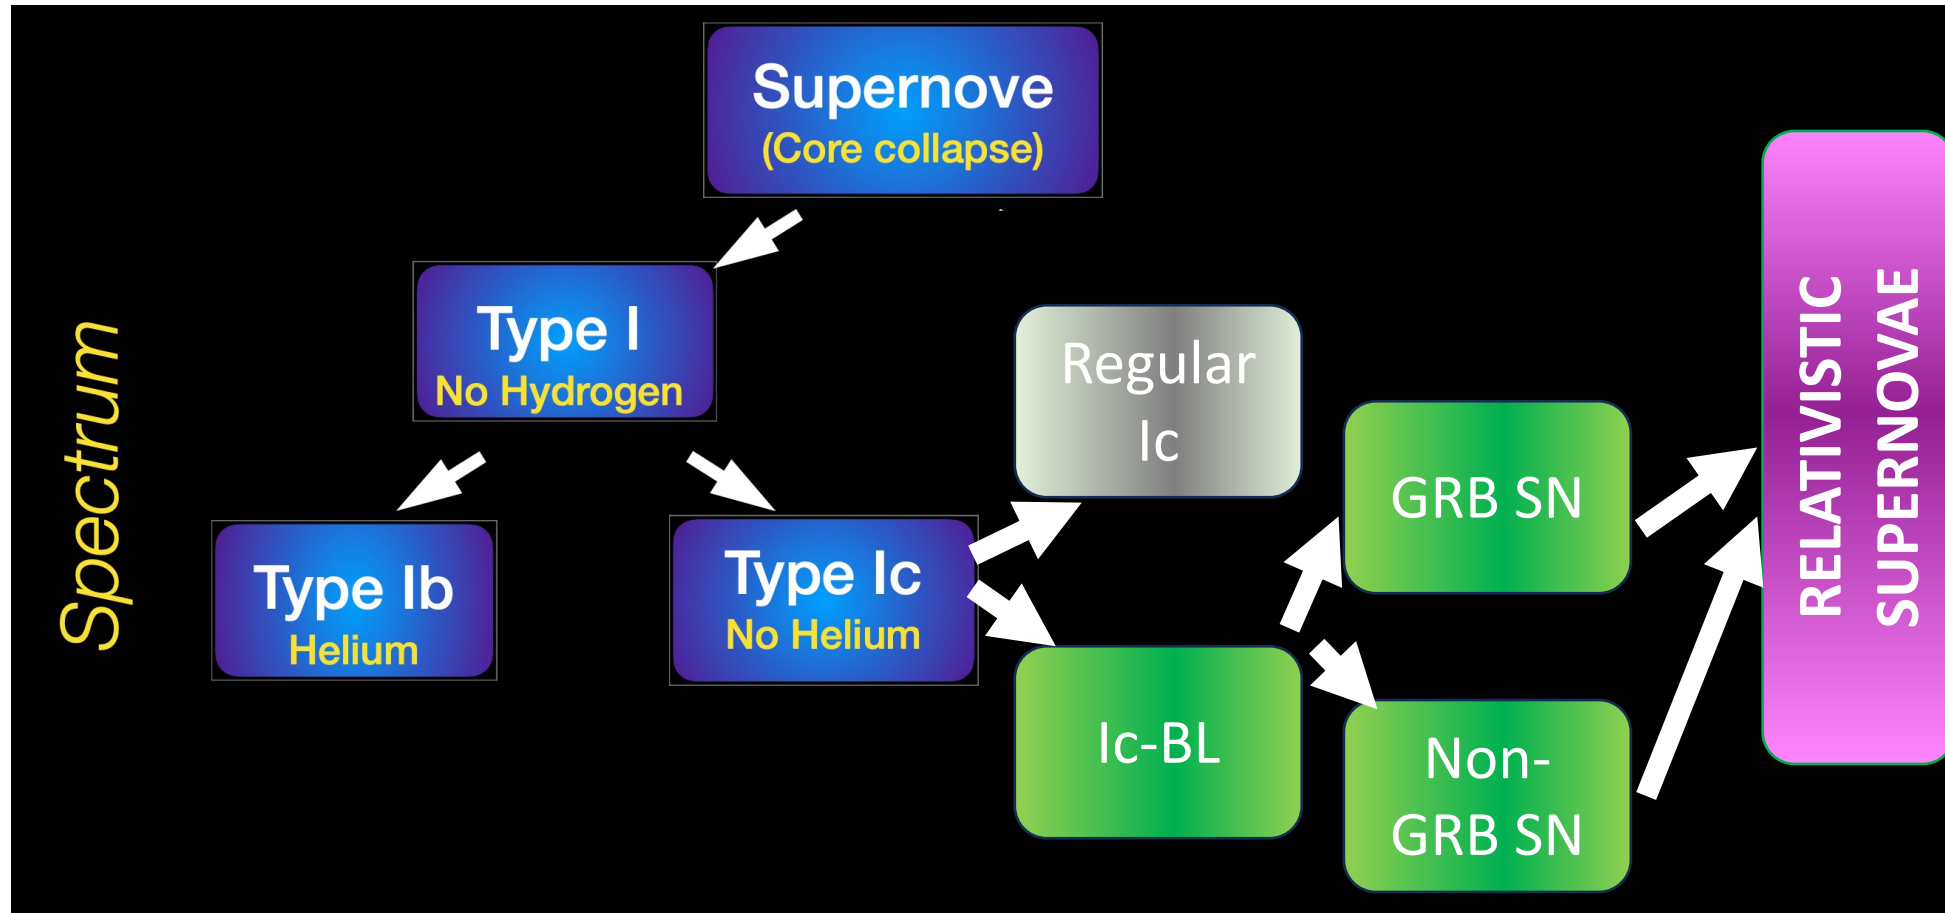 Supernove
(Core collapse)
Type I
No Hydrogen
Spectrum
Type Ib
Helium
Type Ic
No Helium
Regular
Ic
Ic-BL
GRB SN
Non-
GRB SN
RELATIVISTIC
SUPERNOVAE